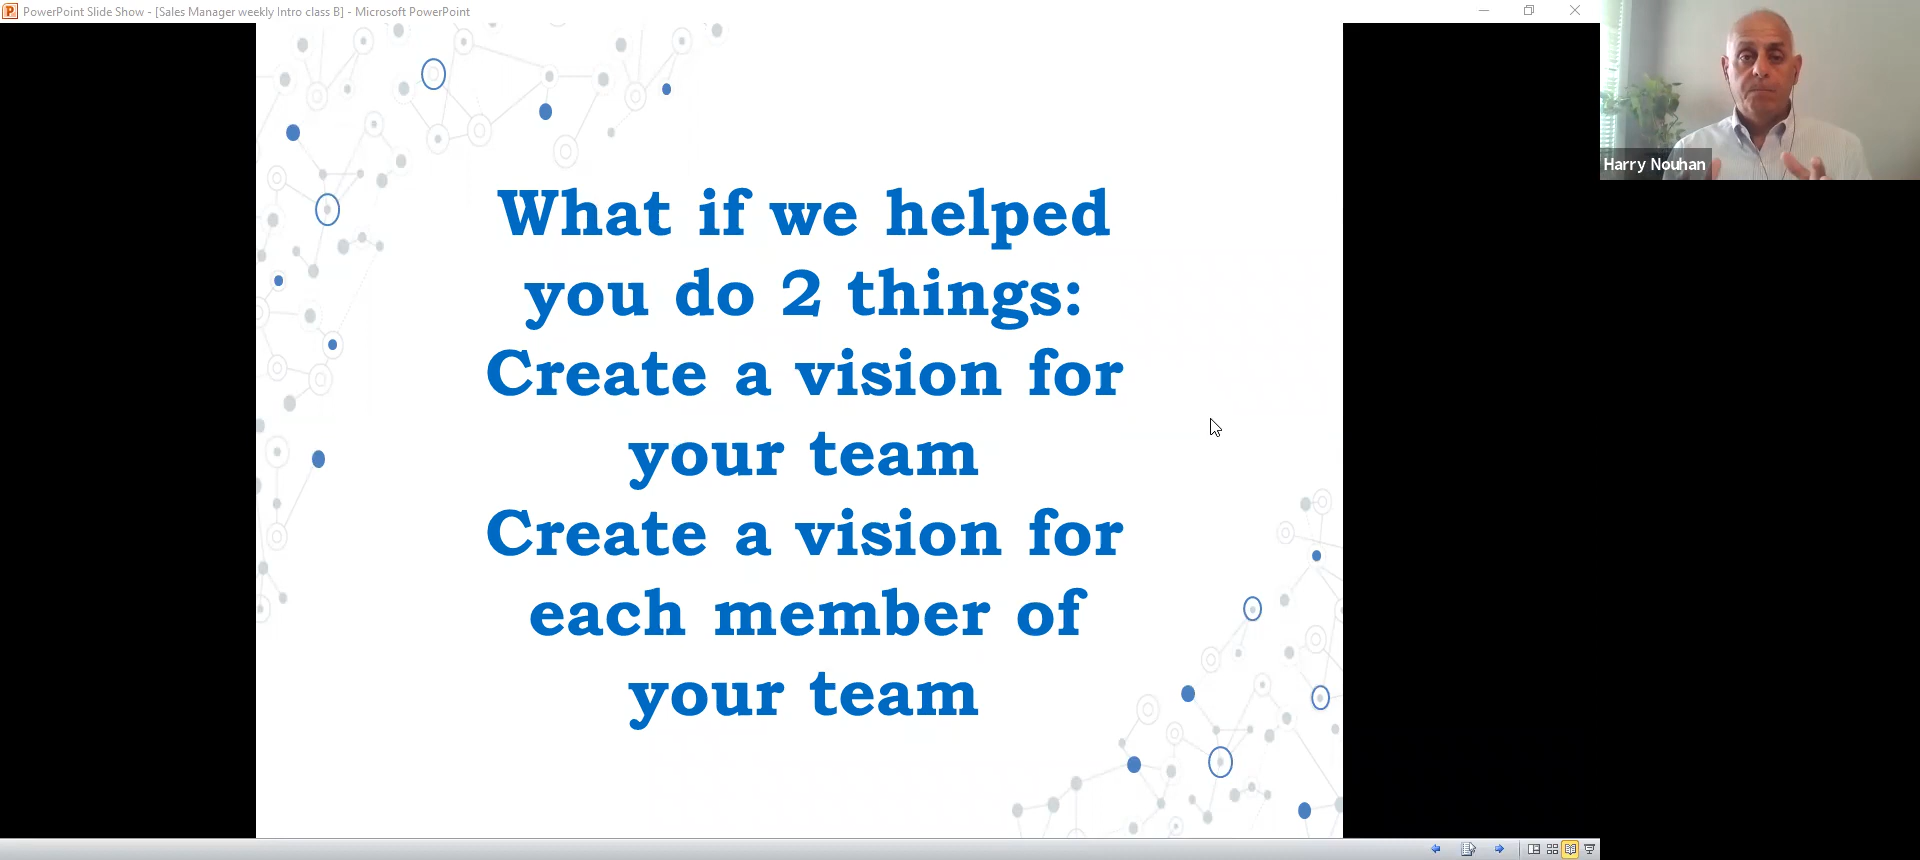 PowerPoint Slide Show - [Sales Manager weekly Intro class B] - Microsoft PowerPoint
Harry Nouhan
What if we helped
you do 2 things:
Create a vision for
your team
Create a vision for
each member of
your team